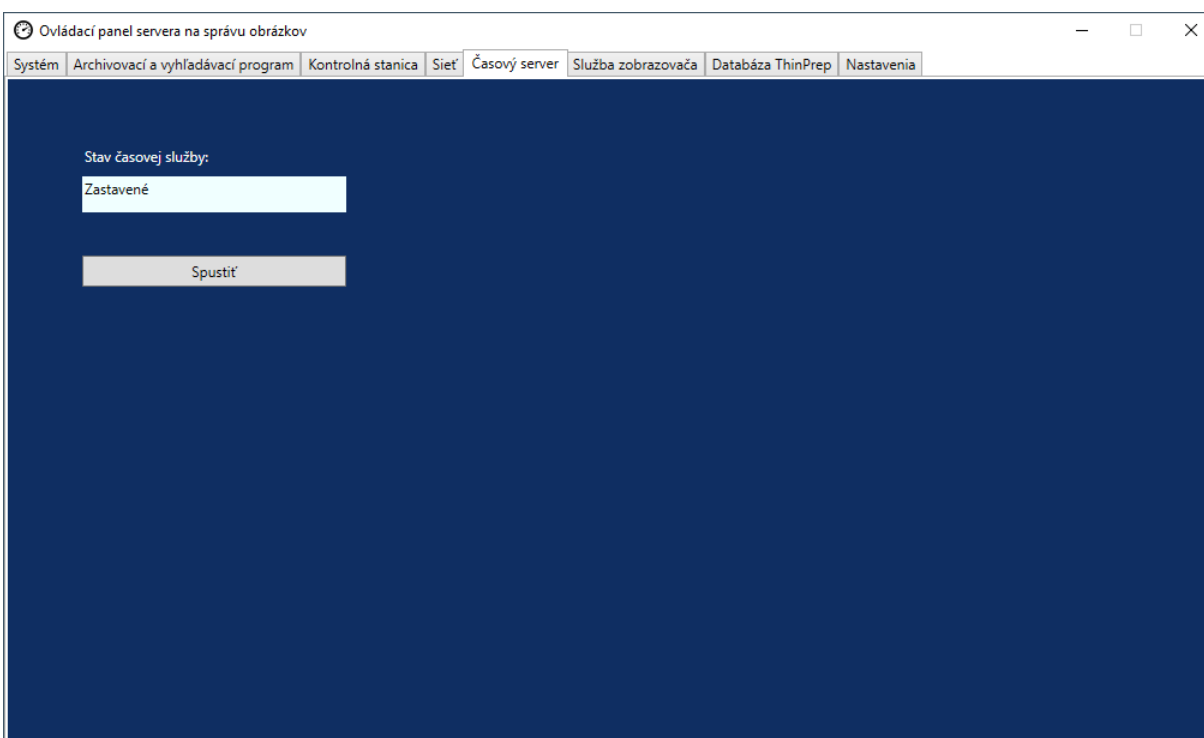 Ovládací panel servera na správu obrázkov
Systém Archivovací a vyhľadávací program Kontrolná stanica Sieť Časový server Služba zobrazovača Databáza ThinPrep Nastavenia
Stav časovej služby:
Zastavené
Spustiť